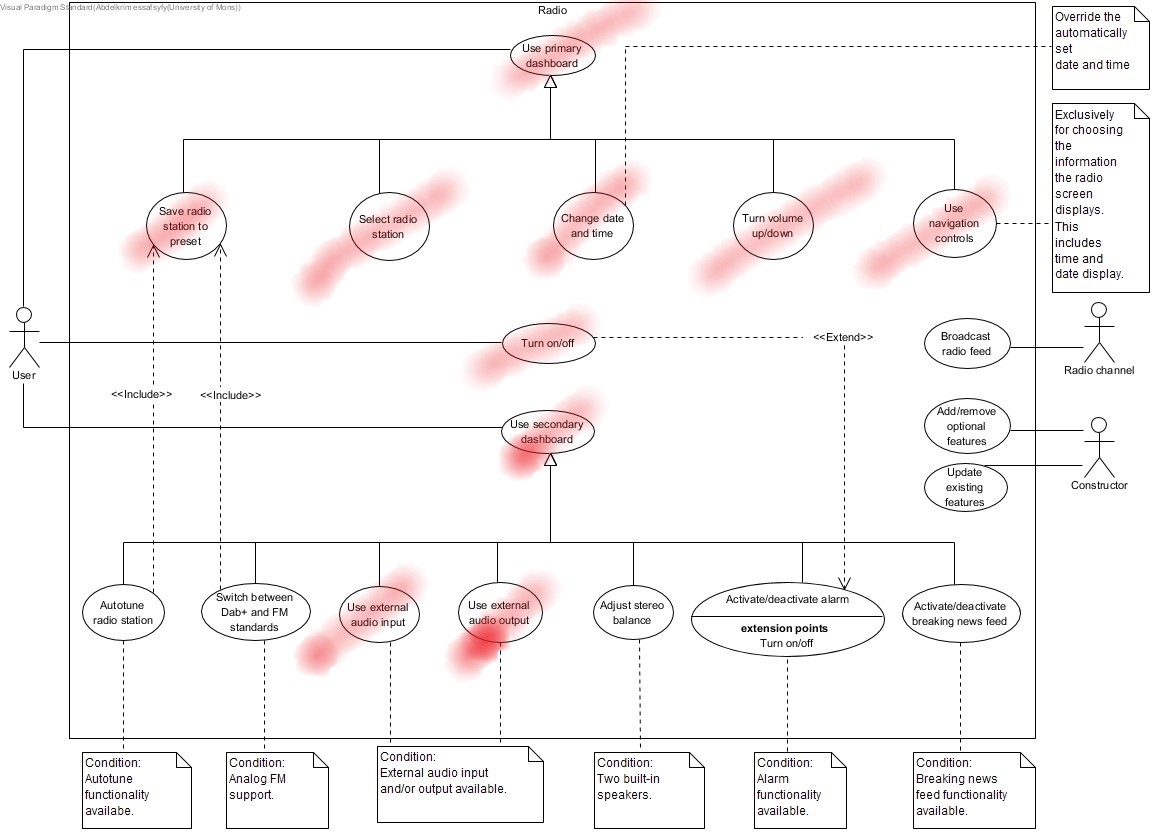 Visual Paradigm Standard(Abdelkrim essafsyfy(University of Mons))
Radio
Use primary
dashboard
Override the
automatically
set
date and time
Exclusively
for choosing
the
information
the radio
screen
displays.
This
includes
time and
date display.
Save radio
station to
preset
Select radio
station
Change date
and time
Turn volume
up/down
Use
navigation
controls
User
Turn on/off
<<Extend>>
Broadcast
radio feed
Radio channel
<<Include>>
<<Include>>
Use secondary
dashboard
Add/remove
optional
features
Update
existing
features
Constructor
Autotune
radio station
Switch between
Dab+ and FM
standards
Use external
audio input
Use external
audio output
Adjust stereo
balance
Activate/deactivate alarm
extension points
Turn on/off
Activate/deactivate
breaking news feed
Condition:
Autotune
functionality
availabe.
Condition:
Analog FM
support.
Condition:
External audio input
and/or output available.
Condition:
Two built-in
speakers.
Condition:
Alarm
functionality
available.
Condition:
Breaking news
feed functionality
available.